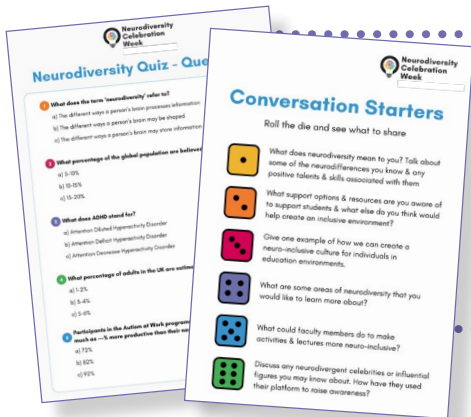 Neurodiversity
Celebration
Week
Neurodiversity Quiz - Que
1 What does the term 'neurodiversity' refer to?
a) The different ways a person's brain processes information
b) The different ways a person's brain may be shaped
c) The different ways a person's brain may store information
2 What percentage of the global population are believed
a) 5-10%
b) 10-15%
c) 15-20%
3 What does ADHD stand for?
a) Attention Diluted Hyperactivity Disorder
b) Attention Deficit Hyperactivity Disorder
c) Attention Decrease Hyperactivity Disorder
4 What percentage of adults in the UK are
a) 1-2%
b) 3-4%
c) 5-6%
5 Participants in the Autism at Work
much as —% more productive than their
a) 72%
b) 82%
c) 92%
Neurodiversity
Celebration
Week
Conversation Starters
Roll the die and see what to share
What does neurodiversity mean to you? Talk about
some of the neurodifferences you know & any
positive talents & skills associated with them
What support options & resources are you aware of
to support students & what else do you think would
help create an inclusive environment?
Give one example of how we can create a
neuro-inclusive culture for individuals in
education environments.
What are some areas of neurodiversity that you
would like to learn more about?
What could faculty members do to make
activities & lectures more neuro-inclusive?
Discuss any neurodivergent celebrities or influential
figures you may know about. How have they used
their platform to raise awareness?